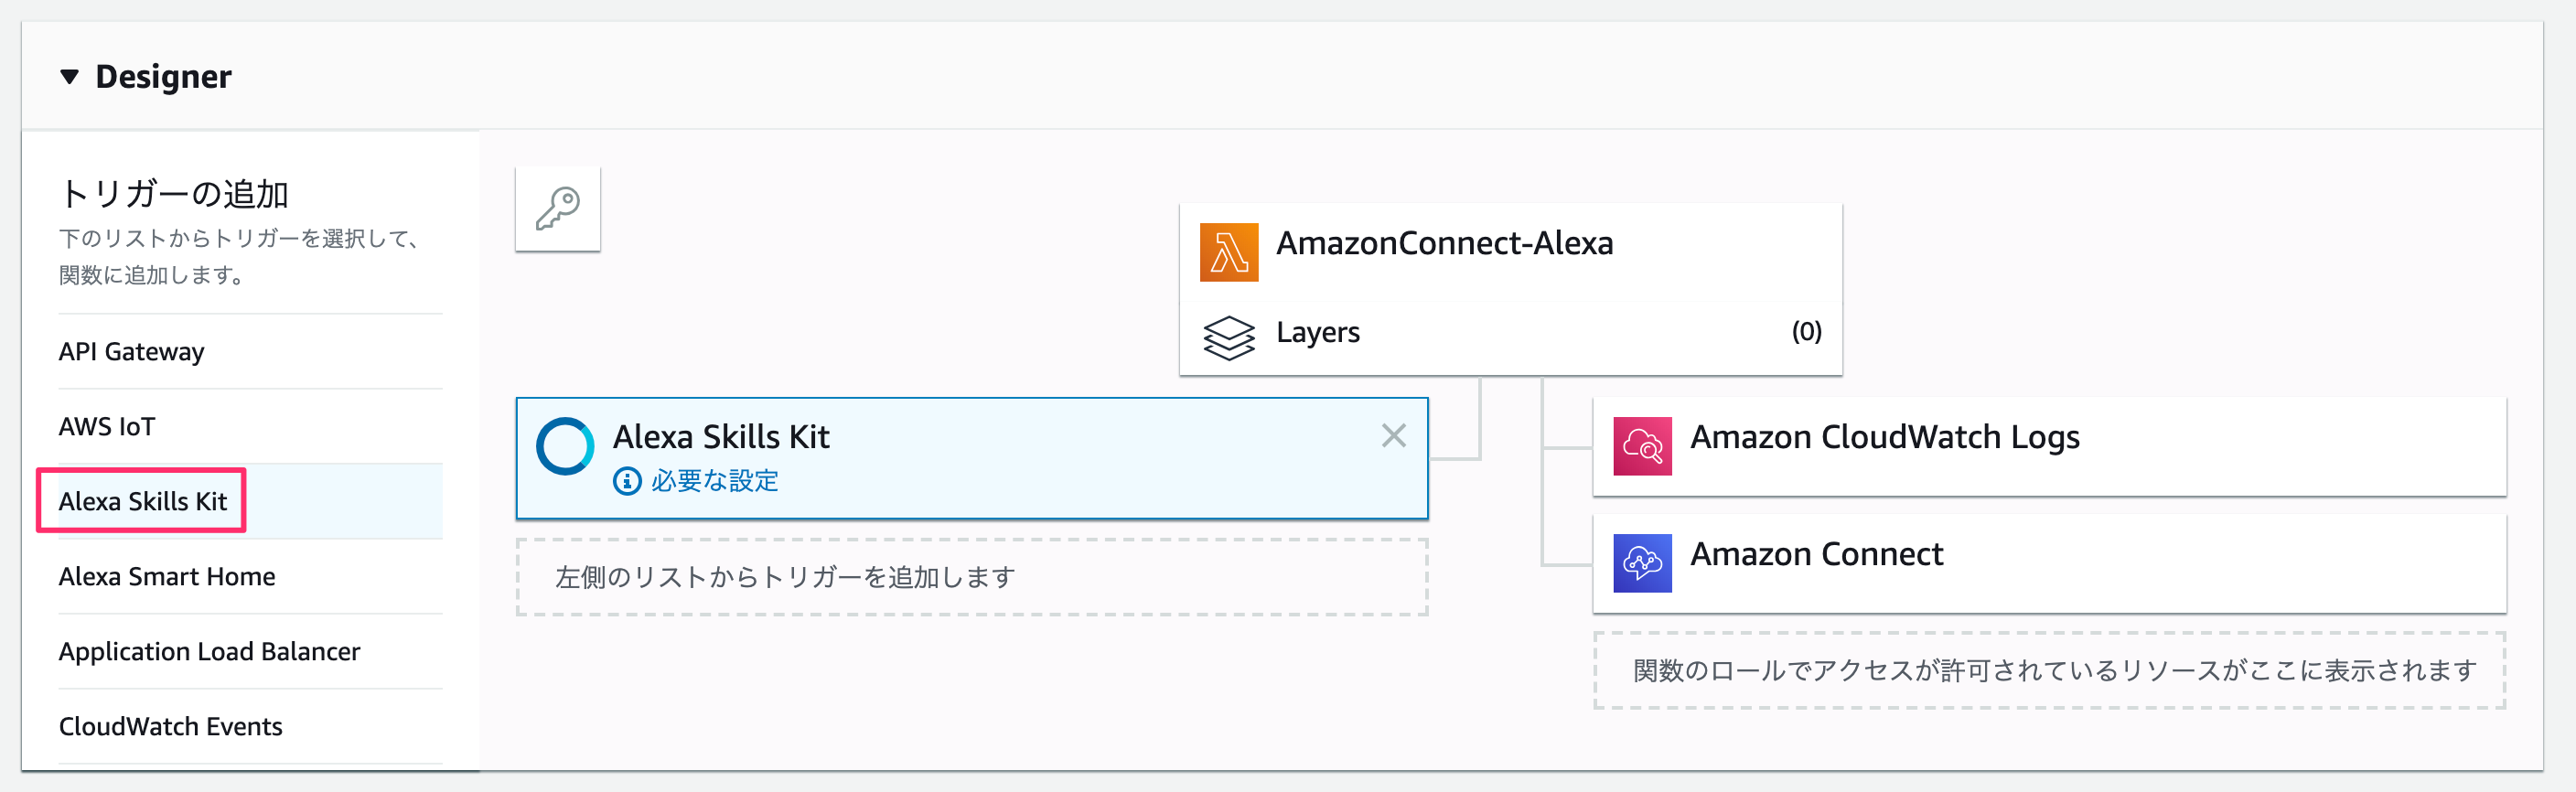 Designer
トリガーの追加
下のリストからトリガーを選択して、
関数に追加します。
API Gateway
AWS IoT
Alexa Skills Kit
Alexa Smart Home
Application Load Balancer
CloudWatch Events
AmazonConnect-Alexa
Layers (0)
Alexa Skills Kit
必要な設定
左側のリストからトリガーを追加します
Amazon CloudWatch Logs
Amazon Connect
関数のロールでアクセスが許可されているリソースがここに表示されます